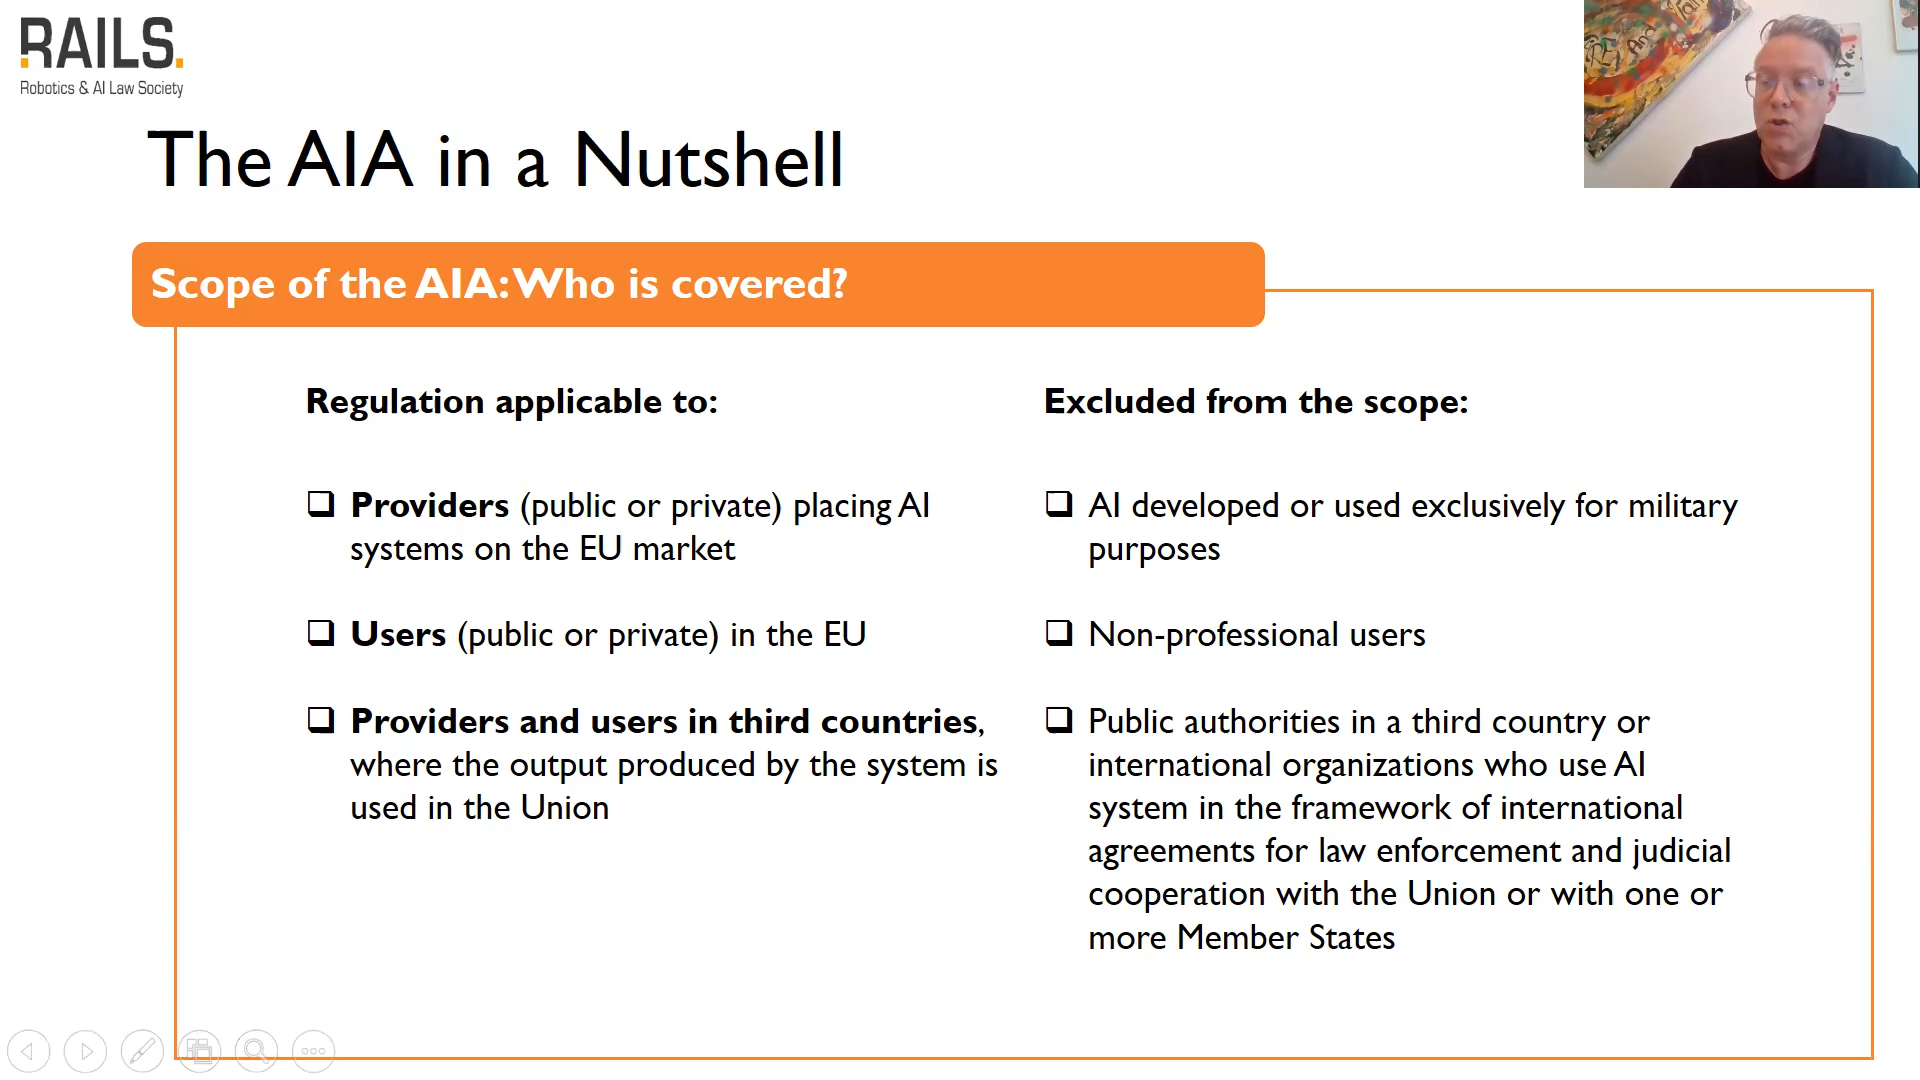 RAILS.
Robotics & AI Law Society
The AIA in a Nutshell
Scope of the AIA: Who is covered?
Regulation applicable to:
❑ Providers (public or private) placing AI
systems on the EU market
❑ Users (public or private) in the EU
❑ Providers and users in third countries,
where the output produced by the system is
used in the Union
Excluded from the scope:
❑ AI developed or used exclusively for military
purposes
❑ Non-professional users
❑ Public authorities in a third country or
international organizations who use AI
system in the framework of international
agreements for law enforcement and judicial
cooperation with the Union or with one or
more Member States
And